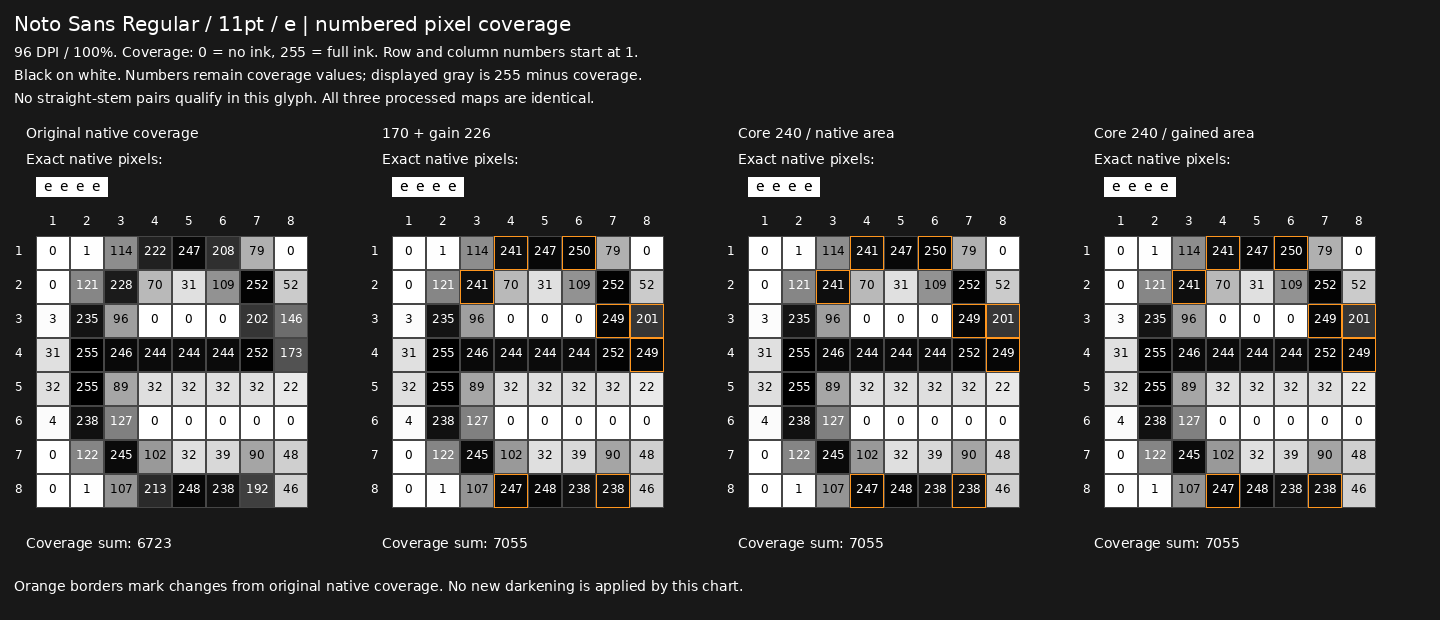 Noto Sans Regular / 11pt / e | numbered pixel coverage
96 DPI / 100%. Coverage: 0 = no ink, 255 = full ink. Row and column numbers start at 1.
Black on white. Numbers remain coverage values; displayed gray is 255 minus coverage.
No straight-stem pairs qualify in this glyph. All three processed maps are identical.
Original native coverage
Exact native pixels:
e e e e
1 2 3 4 5 6 7 8
1 0 1 114 222 247 208 79 0
2 0 121 228 70 31 109 252 52
3 3 235 96 0 0 0 202 146
4 31 255 246 244 244 244 252 173
5 32 255 89 32 32 32 32 22
6 4 238 127 0 0 0 0 0
7 0 122 245 102 32 39 90 48
8 0 1 107 213 248 238 192 46
Coverage sum: 6723
170 + gain 226
Exact native pixels:
e e e e
1 2 3 4 5 6 7 8
1 0 1 114 241 247 250 79 0
2 0 121 241 70 31 109 252 52
3 3 235 96 0 0 0 249 201
4 31 255 246 244 244 244 252 249
5 32 255 89 32 32 32 32 22
6 4 238 127 0 0 0 0 0
7 0 122 245 102 32 39 90 48
8 0 1 107 247 248 238 238 46
Coverage sum: 7055
Core 240 / native area
Exact native pixels:
e e e e
1 2 3 4 5 6 7 8
1 0 1 114 241 247 250 79 0
2 0 121 241 70 31 109 252 52
3 3 235 96 0 0 0 249 201
4 31 255 246 244 244 244 252 249
5 32 255 89 32 32 32 32 22
6 4 238 127 0 0 0 0 0
7 0 122 245 102 32 39 90 48
8 0 1 107 247 248 238 238 46
Coverage sum: 7055
Core 240 / gained area
Exact native pixels:
e e e e
1 2 3 4 5 6 7 8
1 0 1 114 241 247 250 79 0
2 0 121 241 70 31 109 252 52
3 3 235 96 0 0 0 249 201
4 31 255 246 244 244 244 252 249
5 32 255 89 32 32 32 32 22
6 4 238 127 0 0 0 0 0
7 0 122 245 102 32 39 90 48
8 0 1 107 247 248 238 238 46
Coverage sum: 7055
Orange borders mark changes from original native coverage. No new darkening is applied by this chart.